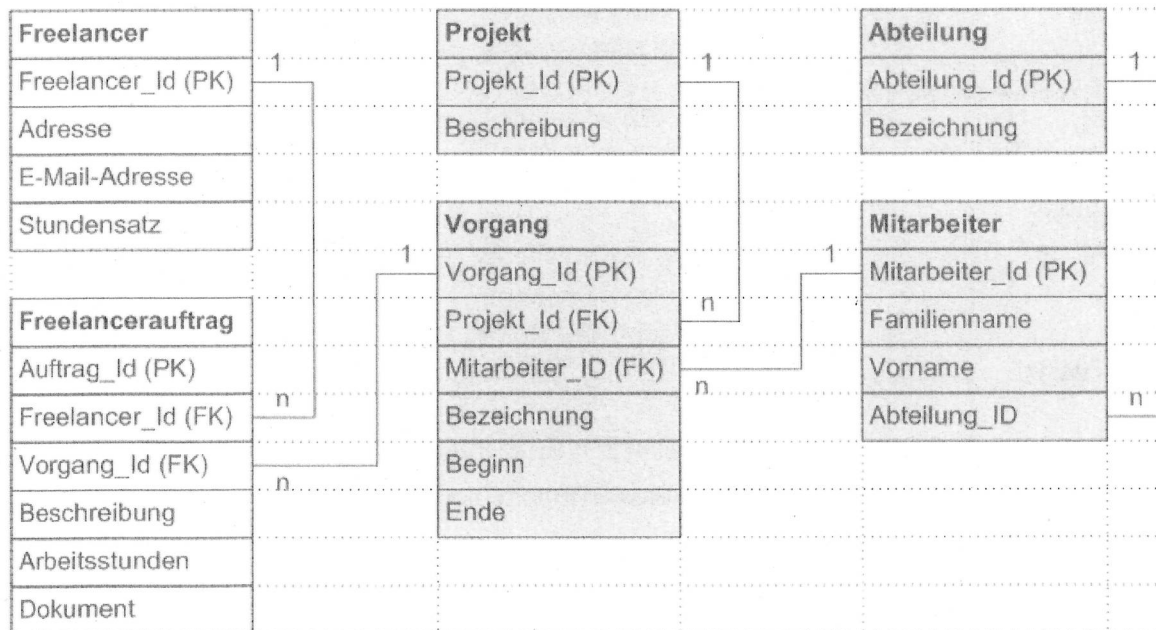 Freelancer
Freelancer_Id (PK)
Adresse
E-Mail-Adresse
Stundensatz
1
Freelancerauftrag
Auftrag_Id (PK)
Freelancer_Id (FK)
Vorgang_Id (FK)
Beschreibung
Arbeitsstunden
Dokument
n
n
Projekt
Projekt_Id (PK)
Beschreibung
1
1
Vorgang
Vorgang_Id (PK)
Projekt_Id (FK)
Mitarbeiter_ID (FK)
Bezeichnung
Beginn
Ende
n
n
Abteilung
Abteilung_Id (PK)
Bezeichnung
1
1
Mitarbeiter
Mitarbeiter_Id (PK)
Familienname
Vorname
Abteilung_ID
n